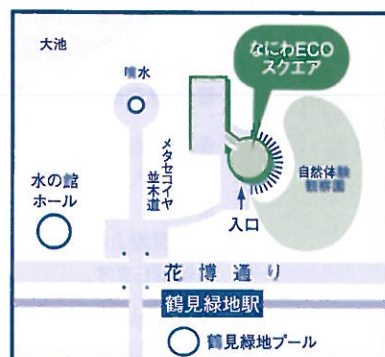 大池
なにわECO
スクエア
噴水
メタセコイヤ
並木道
水の館
ホール
自然体験
観察園
入口
花博通り
鶴見緑地駅
鶴見緑地プール